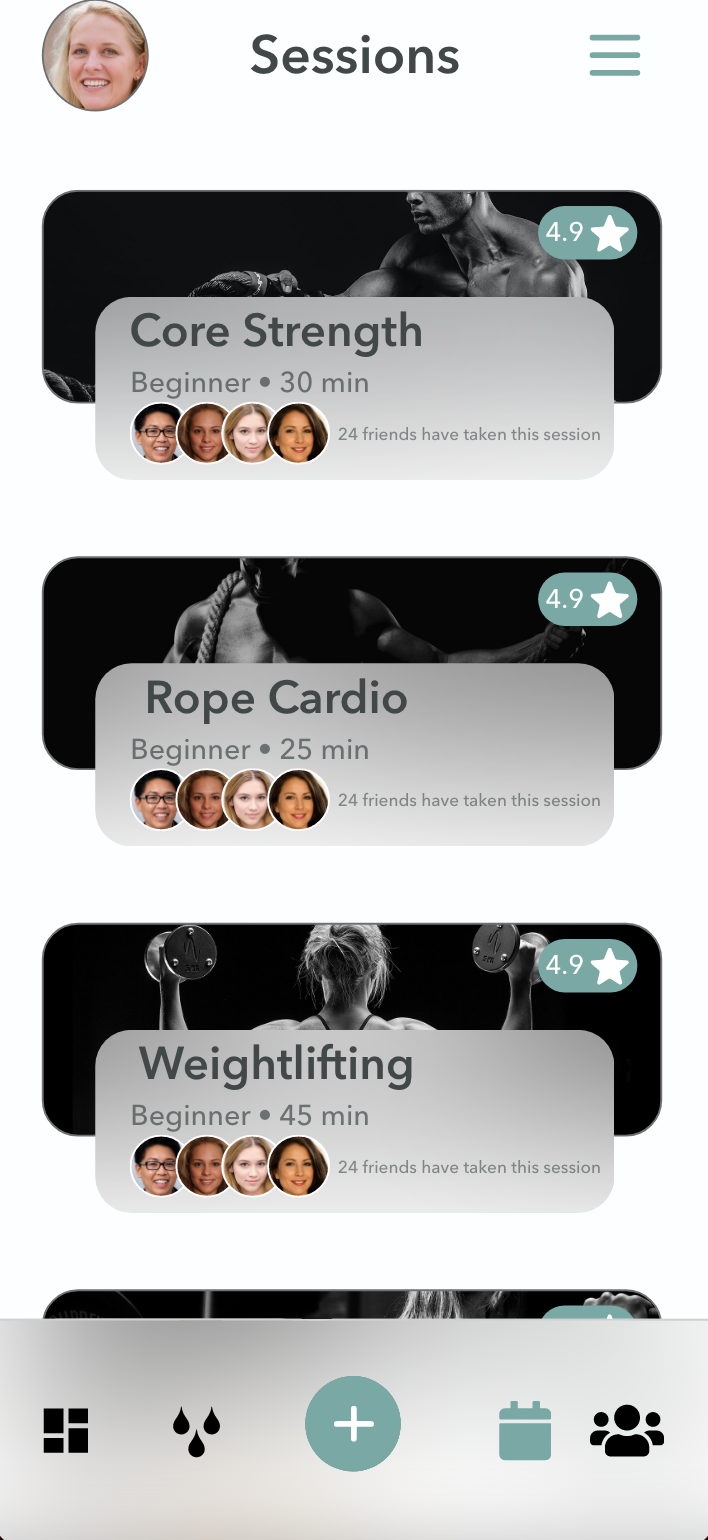 Sessions
4.9
Core Strength
Beginner • 30 min
24 friends have taken this session
4.9
Rope Cardio
Beginner • 25 min
24 friends have taken this session
4.9
Weightlifting
Beginner • 45 min
24 friends have taken this session